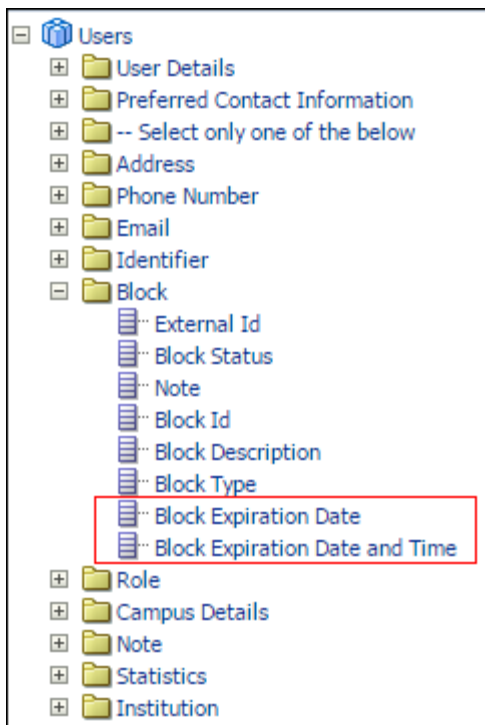 Users
User Details
Preferred Contact Information
-- Select only one of the below
Address
Phone Number
Email
Identifier
Block
External Id
Block Status
Note
Block Id
Block Description
Block Type
Block Expiration Date
Block Expiration Date and Time
Role
Campus Details
Note
Statistics
Institution